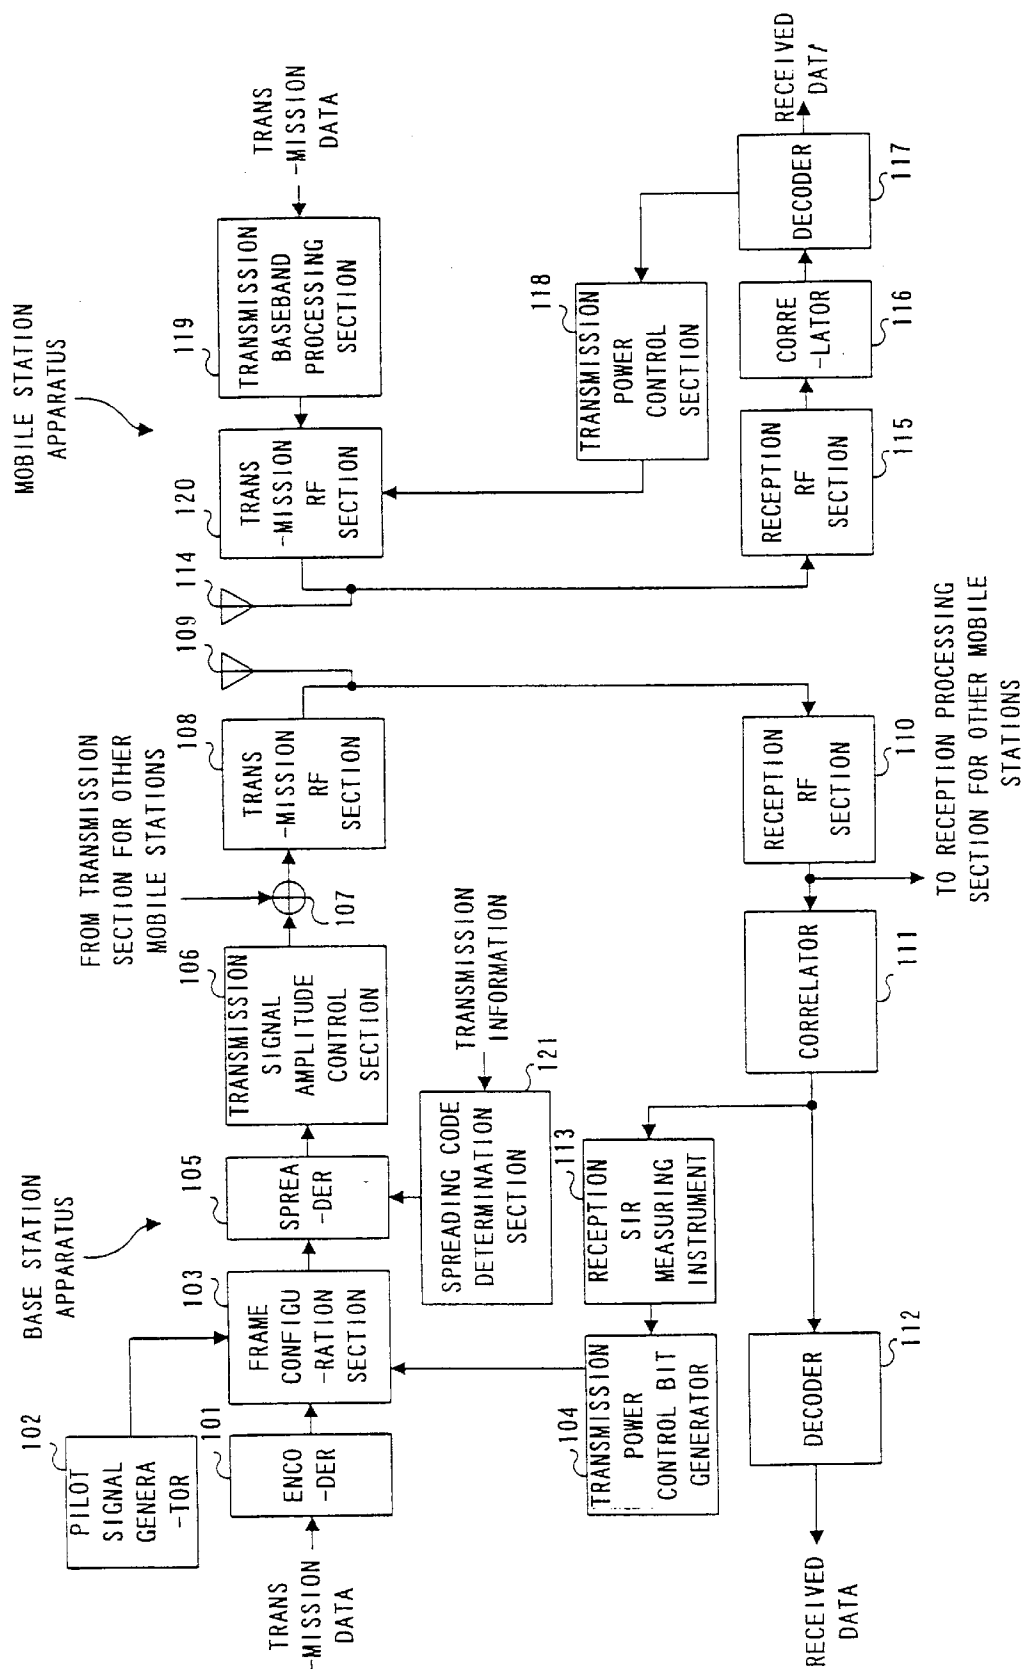 MOBILE STATION
APPARATUS
BASE STATION
APPARATUS
TRANS
-MISSION
DATA
101
ENCO
-DER
102
PILOT
SIGNAL
GENERA
-TOR
103
FRAME
CONFIGU
-RATION
SECTION
104
TRANSMISSION
POWER
CONTROL BIT
GENERATOR
105
SPREA
-DER
106
TRANSMISSION
SIGNAL
AMPLITUDE
CONTROL
SECTION
FROM TRANSMISSION
SECTION FOR OTHER
MOBILE STATIONS
107
108
TRANS
-MISSION
RF
SECTION
109
TRANSMISSION
INFORMATION
121
SPREADING CODE
DETERMINATION
SECTION
110
RECEPTION
RF
SECTION
TO RECEPTION PROCESSING
SECTION FOR OTHER MOBILE
STATIONS
111
CORRELATOR
112
DECODER
RECEIVED
DATA
113
RECEPTION
SIR
MEASURING
INSTRUMENT
114
115
RECEPTION
RF
SECTION
116
CORRE
-LATOR
117
DECODER
RECEIVED
DATA
118
TRANSMISSION
POWER
CONTROL
SECTION
119
TRANSMISSION
BASEBAND
PROCESSING
SECTION
TRANS
-MISSION
DATA
120
TRANS
-MISSION
RF
SECTION